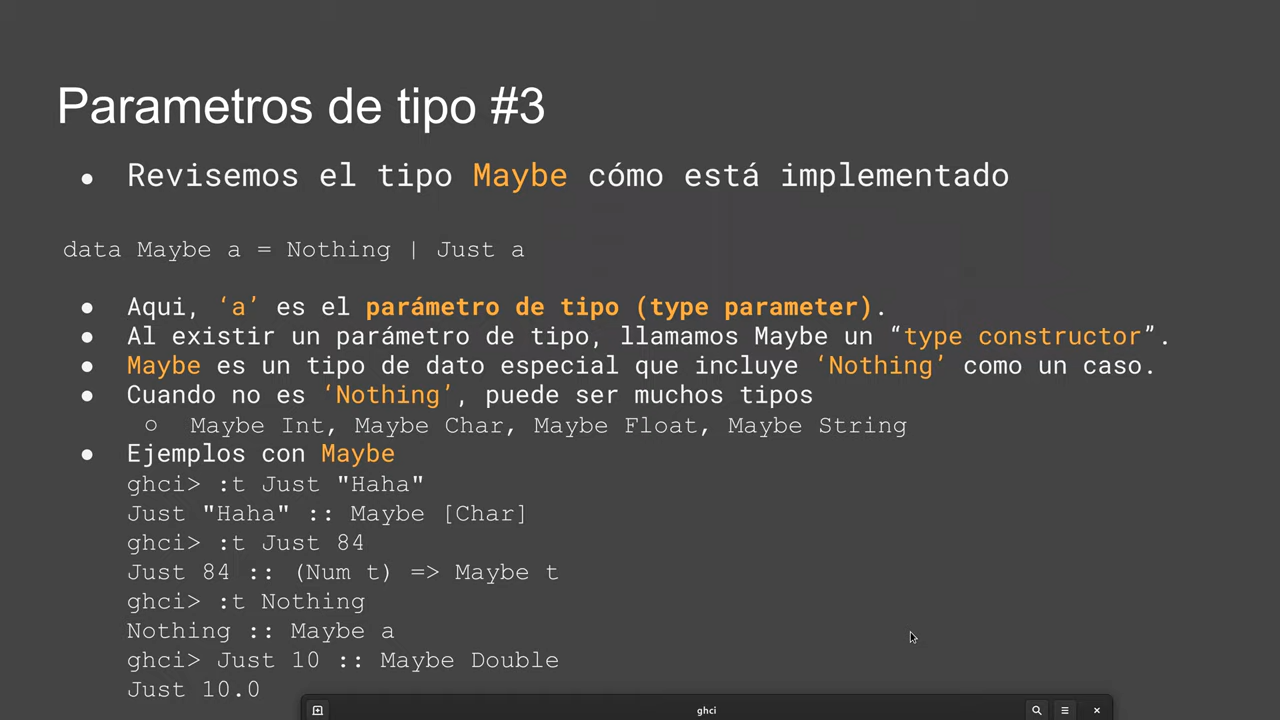 Parametros de tipo #3
● Revisemos el tipo Maybe cómo está implementado
data Maybe a = Nothing | Just a
● Aqui, ‘a’ es el parámetro de tipo (type parameter).
● Al existir un parámetro de tipo, llamamos Maybe un “type constructor”.
● Maybe es un tipo de dato especial que incluye ‘Nothing’ como un caso.
● Cuando no es ‘Nothing’, puede ser muchos tipos
○ Maybe Int, Maybe Char, Maybe Float, Maybe String
● Ejemplos con Maybe
ghci> :t Just "Haha"
Just "Haha" :: Maybe [Char]
ghci> :t Just 84
Just 84 :: (Num t) => Maybe t
ghci> :t Nothing
Nothing :: Maybe a
ghci> Just 10 :: Maybe Double
Just 10.0
ghci